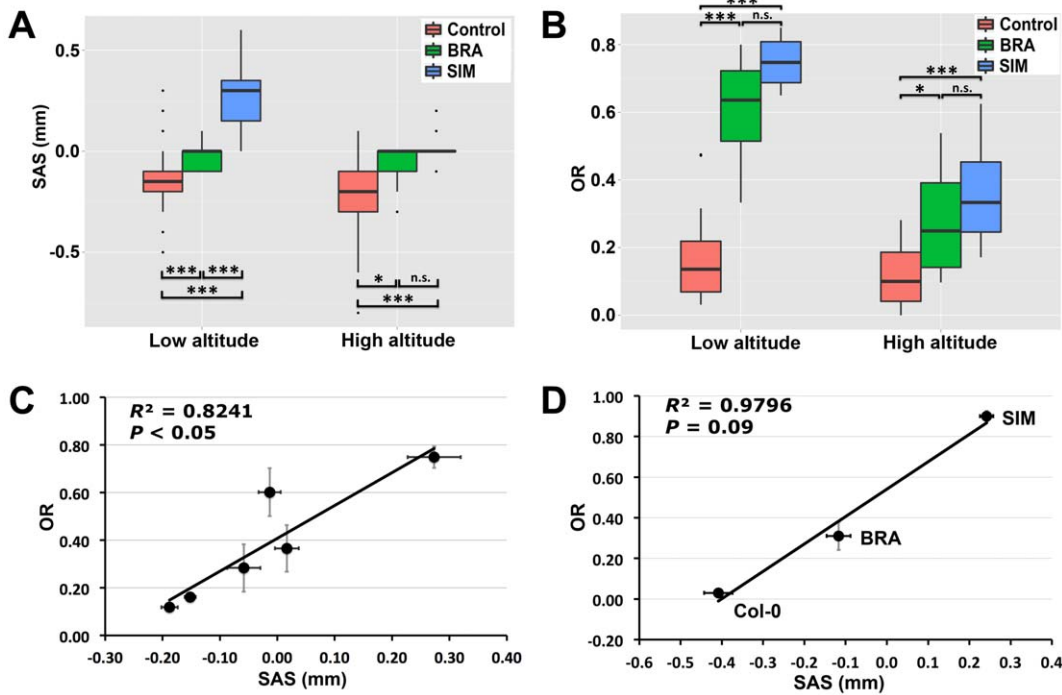 A
0.5
0.0
-0.5
SAS (mm)
Control
BRA
SIM
*** ***
***
* n.s.
***
Low altitude High altitude
B
0.8
0.6
0.4
0.2
0.0
OR
Control
BRA
SIM
***
*** n.s.
***
* n.s.
Low altitude High altitude
C
R² = 0.8241
P < 0.05
1.00
0.80
0.60
0.40
0.20
0.00
OR
-0.30 -0.20 -0.10 0.00 0.10 0.20 0.30 0.40
SAS (mm)
D
R² = 0.9796
P = 0.09
1.00
0.80
0.60
0.40
0.20
0.00
-0.20
OR
SIM
BRA
Col-0
-0.6 -0.5 -0.4 -0.3 -0.2 -0.1 0.0 0.1 0.2 0.3 0.4
SAS (mm)